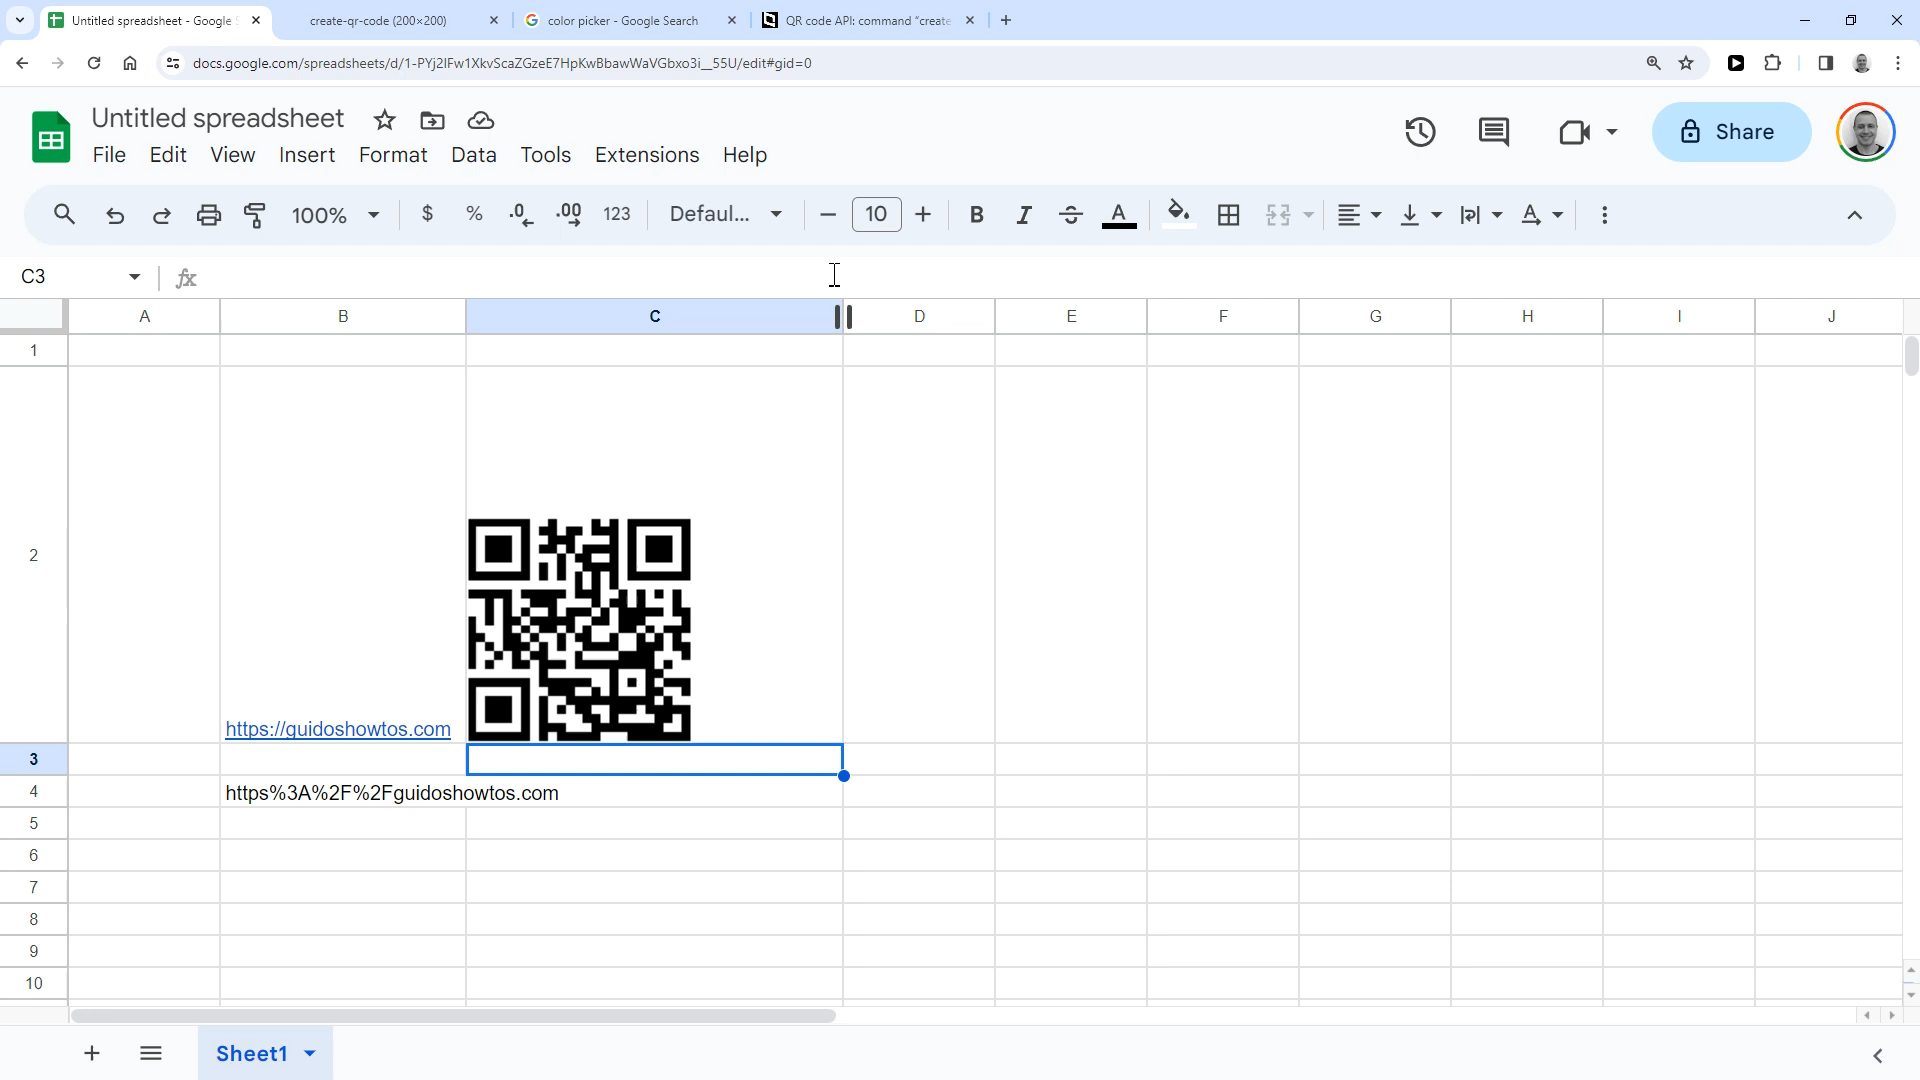 Untitled spreadsheet - Google S
create-qr-code (200×200)
color picker - Google Search
QR code API: command “create
docs.google.com/spreadsheets/d/1-PYj2IFw1XkvScaZGzeE7HpKwBbawWaVGbxo3i__55U/edit#gid=0
Untitled spreadsheet
File Edit View Insert Format Data Tools Extensions Help
Share
100% $ % .0 .00 123 Defaul... 10 B I A
C3 fx
A B C D E F G H I J
1
2 https://guidoshowtos.com
3
4 https%3A%2F%2Fguidoshowtos.com
5
6
7
8
9
10
Sheet1